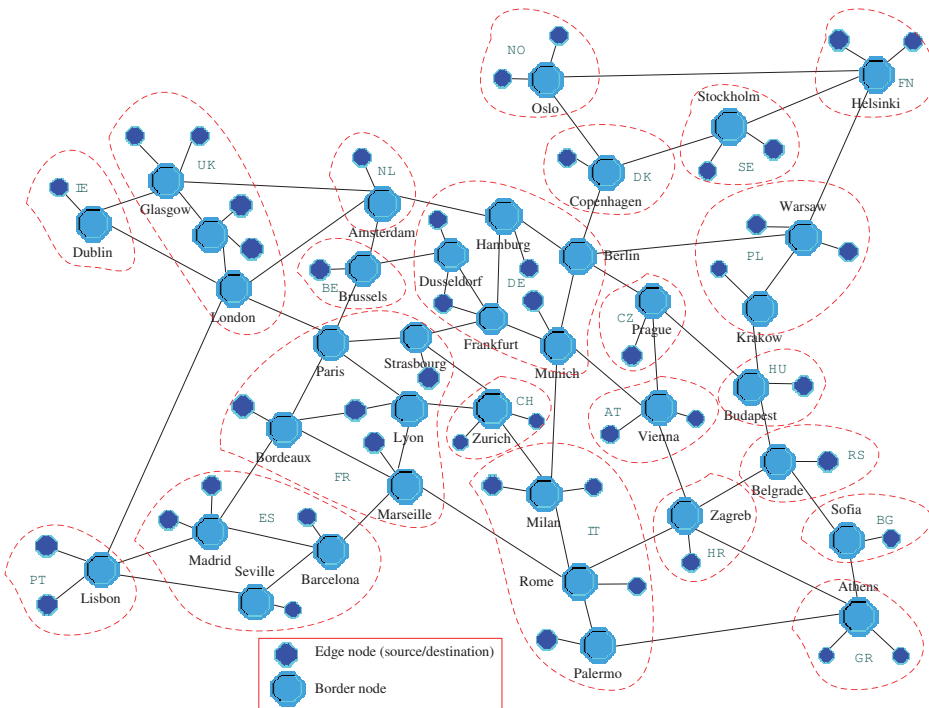 NO
Oslo
FN
Helsinki
Stockholm
SE
DK
Copenhagen
UK
IE
Glasgow
Dublin
NL
Amsterdam
Warsaw
PL
Hamburg
Berlin
DE
Dusseldorf
BE
Brussels
London
CZ
Prague
Krakow
Frankfurt
Munich
Paris
Strasbourg
HU
Budapest
CH
AT
Zurich
Vienna
Lyon
Bordeaux
FR
RS
Belgrade
Marseille
Milan
IT
Zagreb
Sofia
BG
ES
Madrid
HR
Barcelona
Seville
PT
Lisbon
Rome
Athens
GR
Palermo
Edge node (source/destination)
Border node